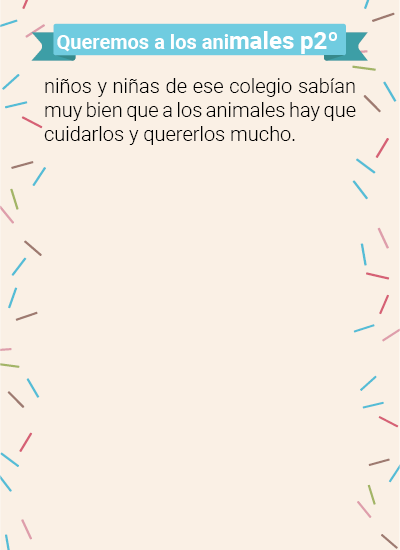 Queremos a los animales p2º
niños y niñas de ese colegio sabían
muy bien que a los animales hay que
cuidarlos y quererlos mucho.